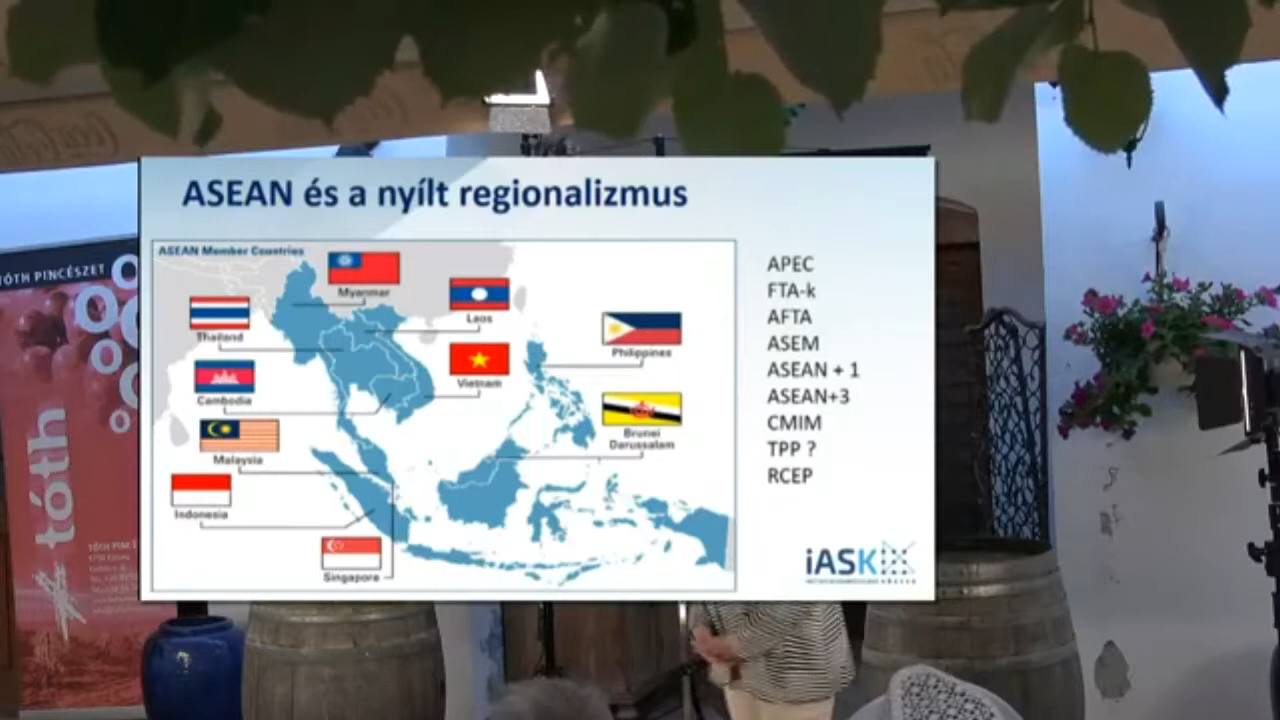 ASEAN és a nyílt regionalizmus
ASEAN Member Countries
Myanmar
Laos
Thailand
Philippines
Vietnam
Cambodia
Brunei
Darussalam
Malaysia
Indonesia
Singapore
APEC
FTA-k
AFTA
ASEM
ASEAN + 1
ASEAN+3
CMIM
TPP ?
RCEP
iASK
TÓTH PINCÉSZET
tóth